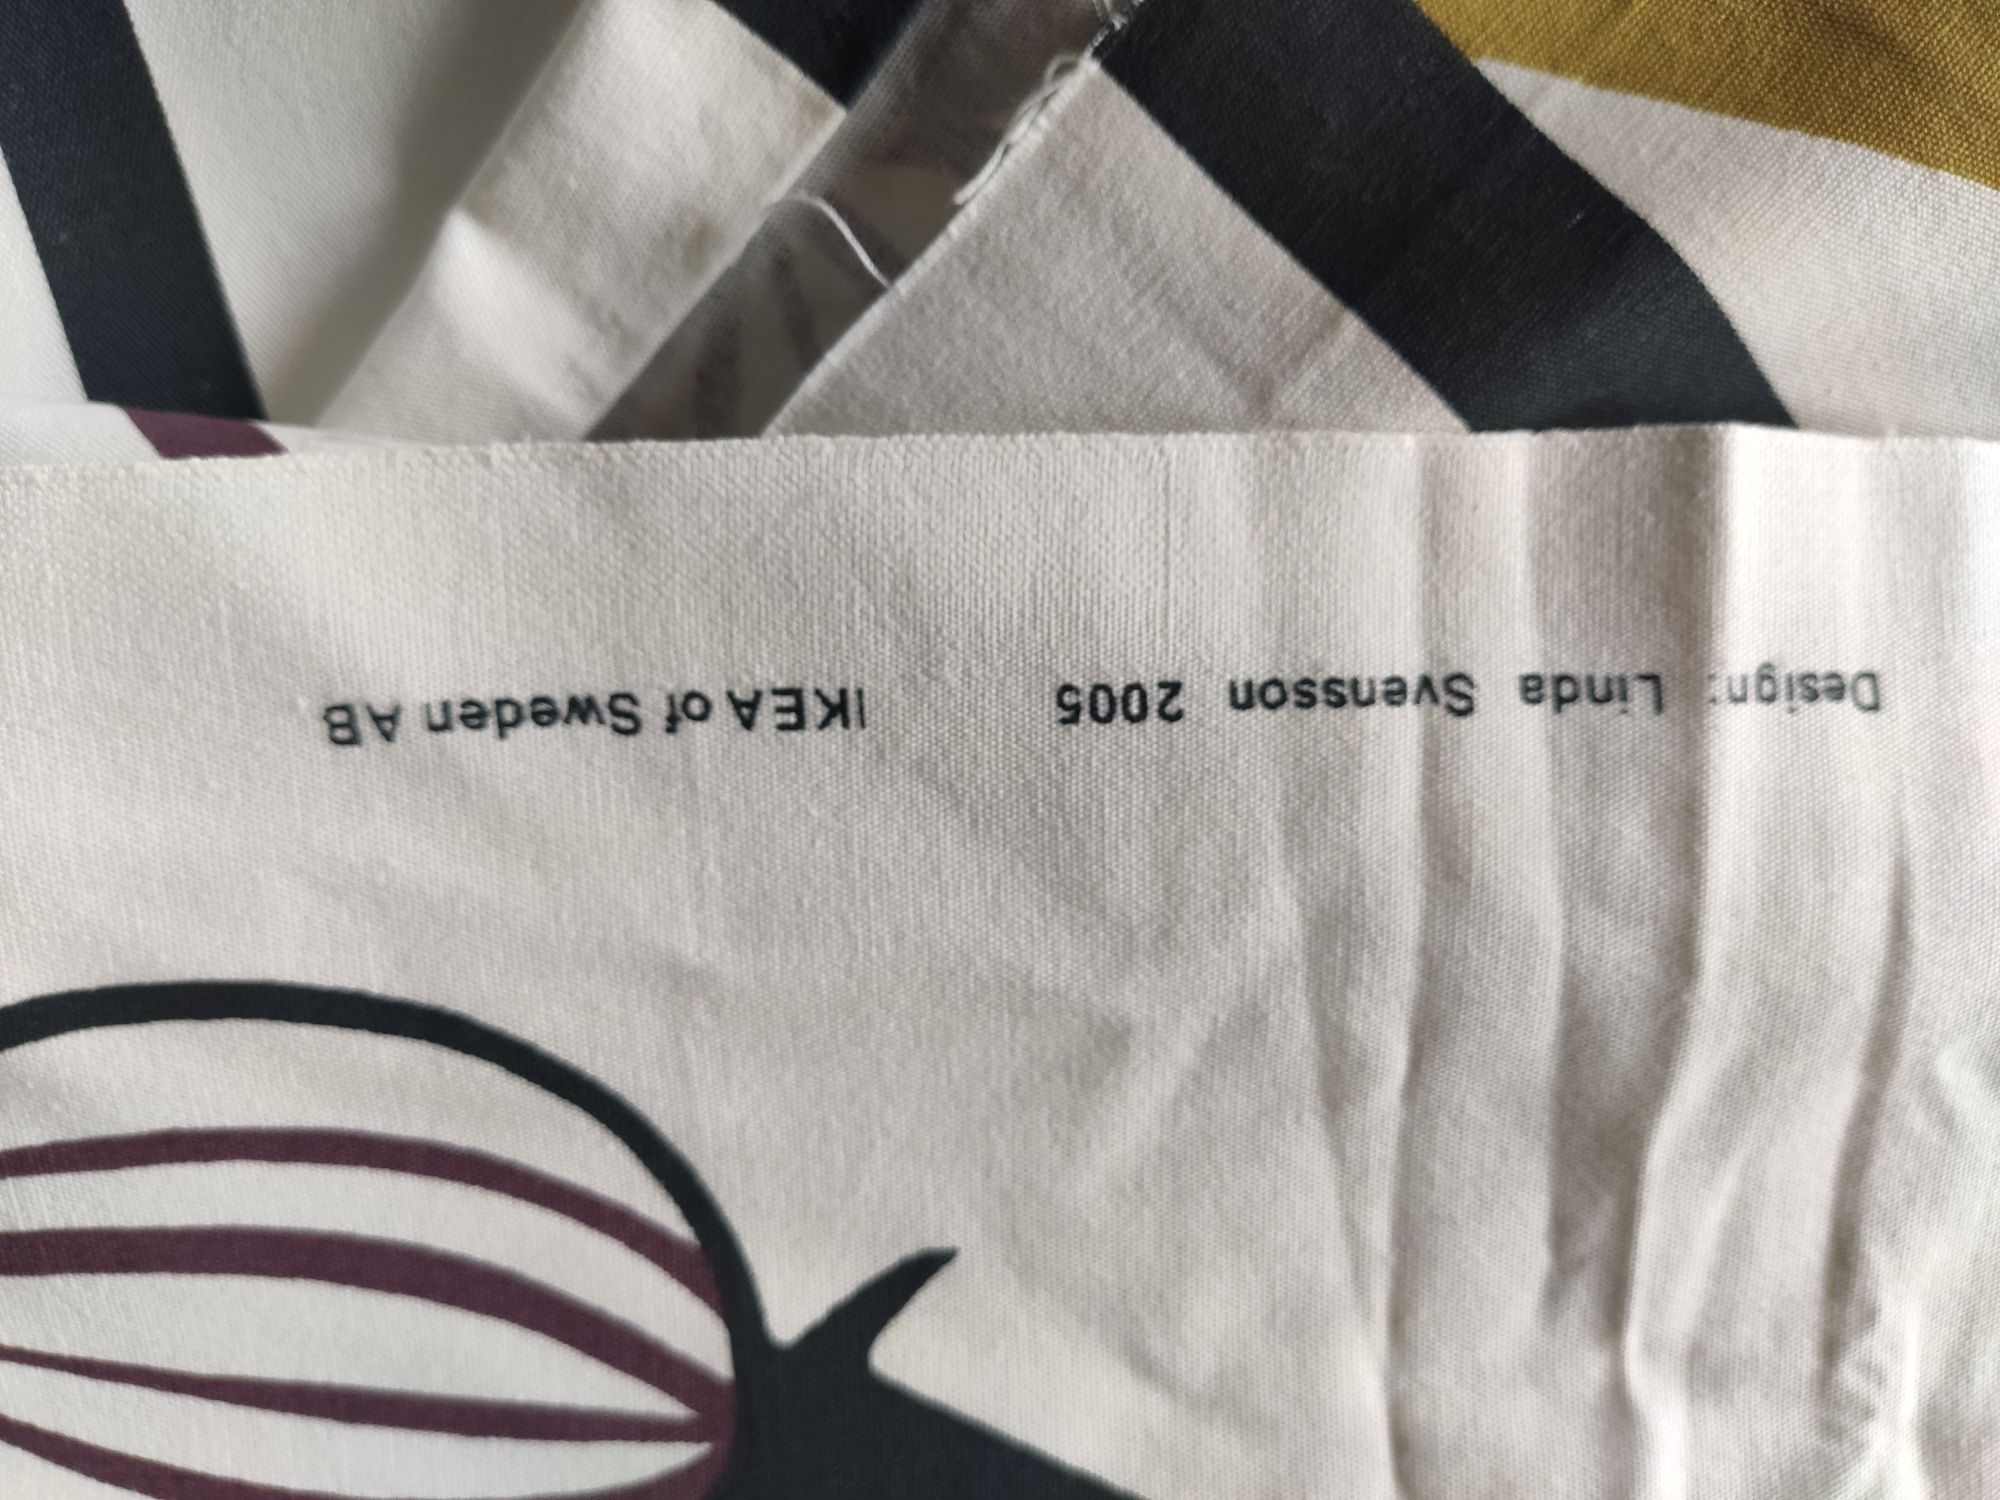 Design: Linda Svensson 2005 IKEA of Sweden AB